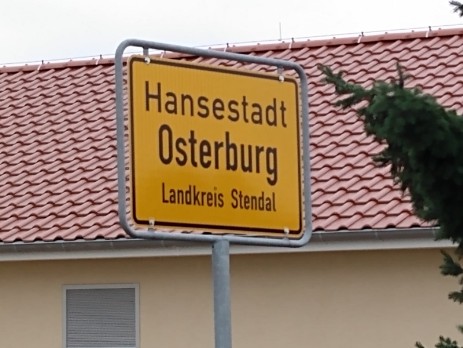 Hansestadt
Osterburg
Landkreis Stendal